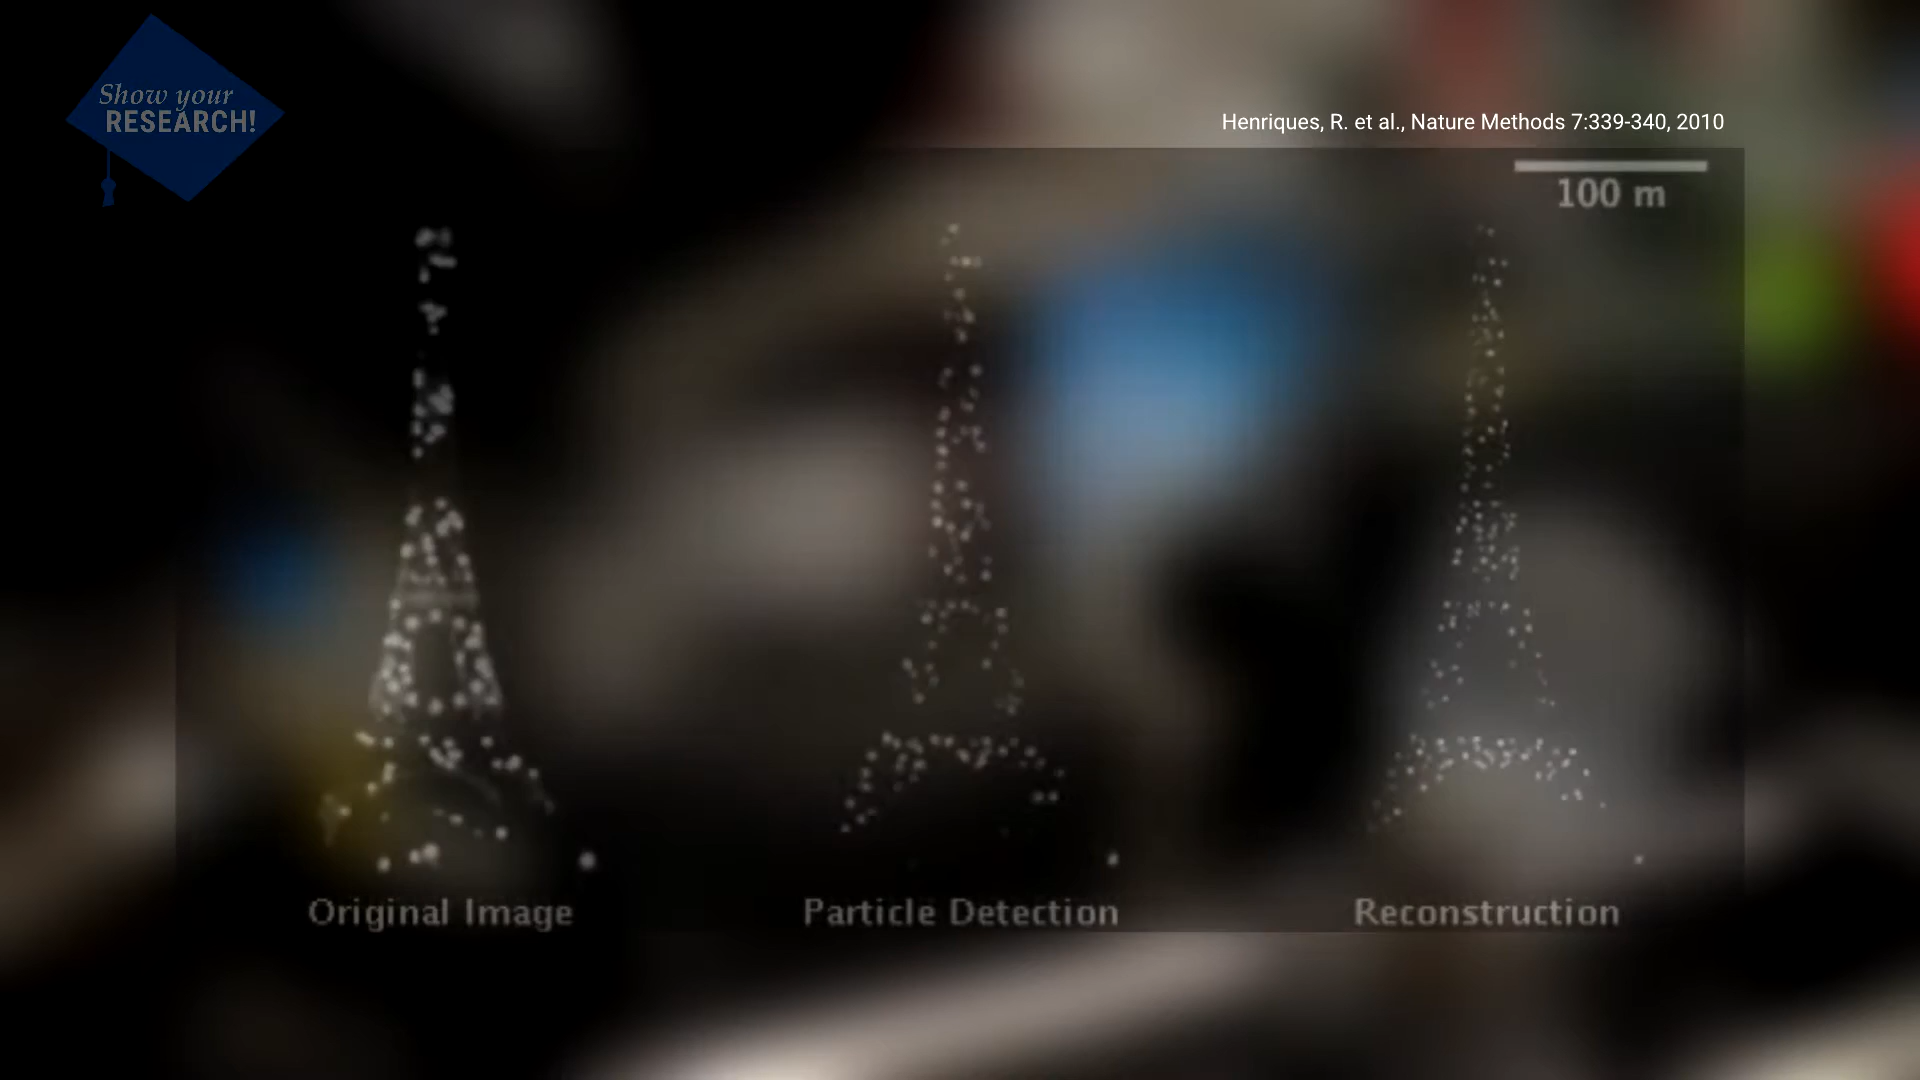 Show your
RESEARCH!
Henriques, R. et al., Nature Methods 7:339-340, 2010
100 m
Original Image
Particle Detection
Reconstruction